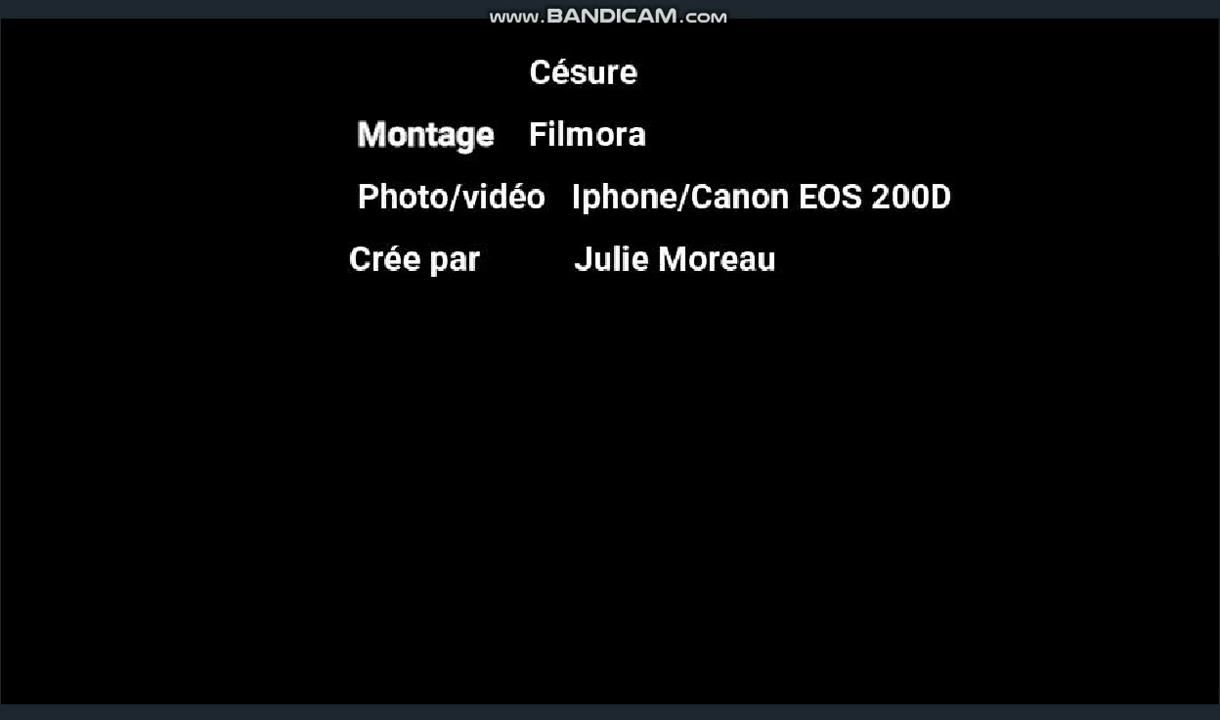 www.BANDICAM.com
Césure
Montage Filmora
Photo/vidéo Iphone/Canon EOS 200D
Crée par Julie Moreau